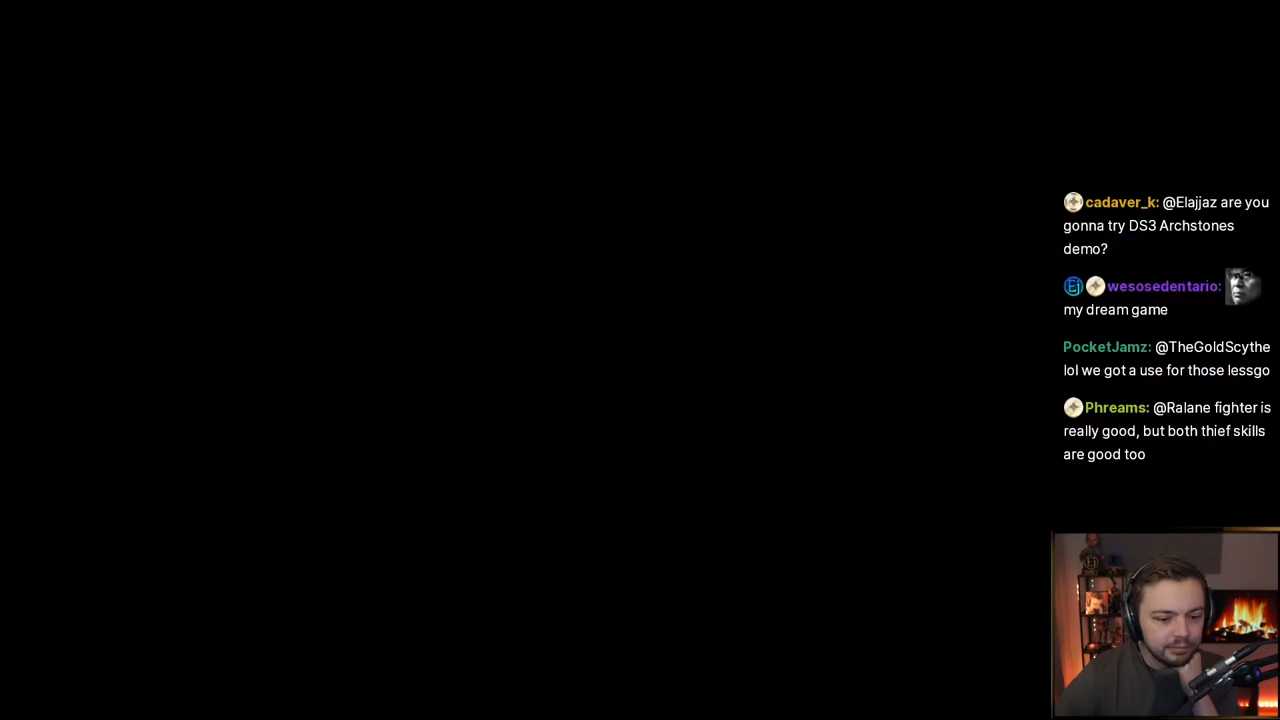 cadaver_k: @Elajjaz are you
gonna try DS3 Archstones
demo?
Ej wesosedentario:
my dream game
PocketJamz: @TheGoldScythe
lol we got a use for those lessgo
Phreams: @Ralane fighter is
really good, but both thief skills
are good too